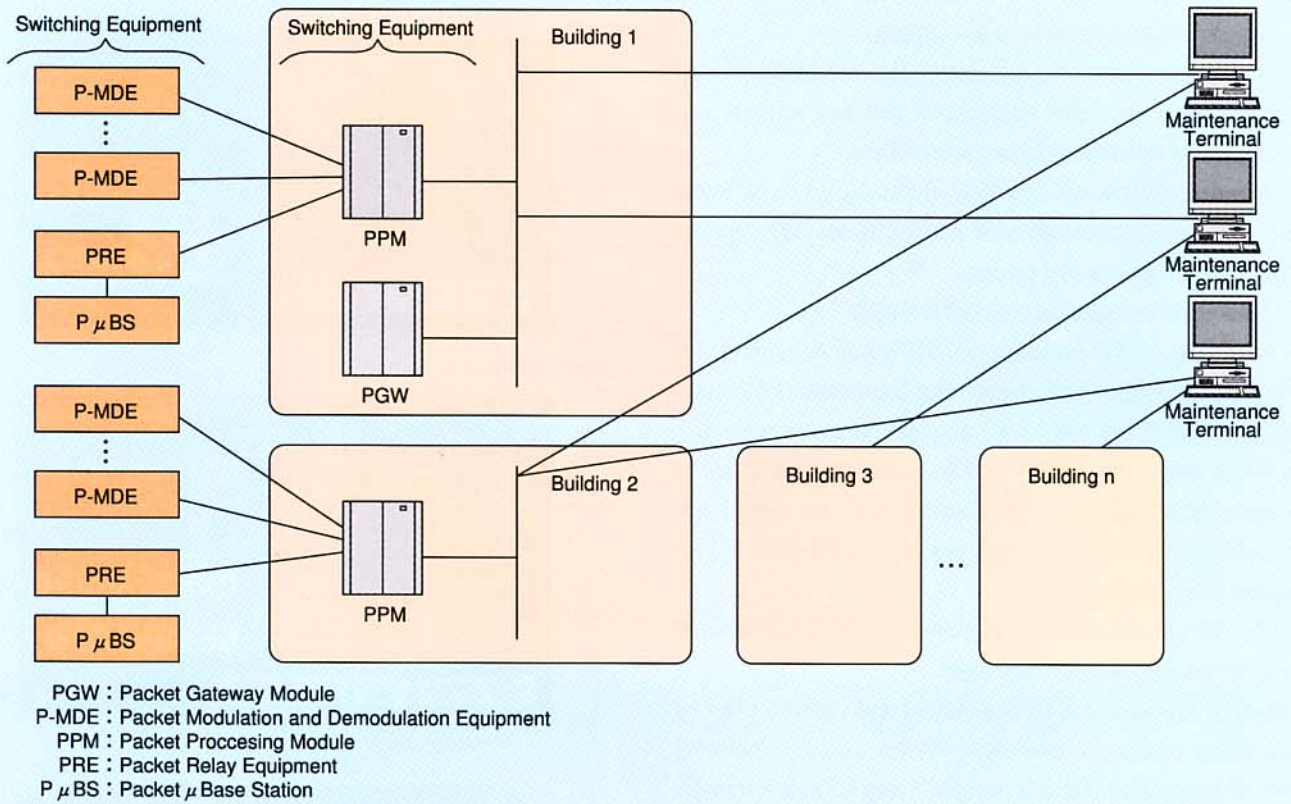 Switching Equipment
P-MDE
⋮
P-MDE
PRE
P μ BS
P-MDE
⋮
P-MDE
PRE
P μ BS
Switching Equipment
Building 1
PPM
PGW
Building 2
PPM
Building 3
...
Building n
Maintenance
Terminal
Maintenance
Terminal
Maintenance
Terminal
PGW : Packet Gateway Module
P-MDE : Packet Modulation and Demodulation Equipment
PPM : Packet Proccesing Module
PRE : Packet Relay Equipment
P μ BS : Packet μ Base Station